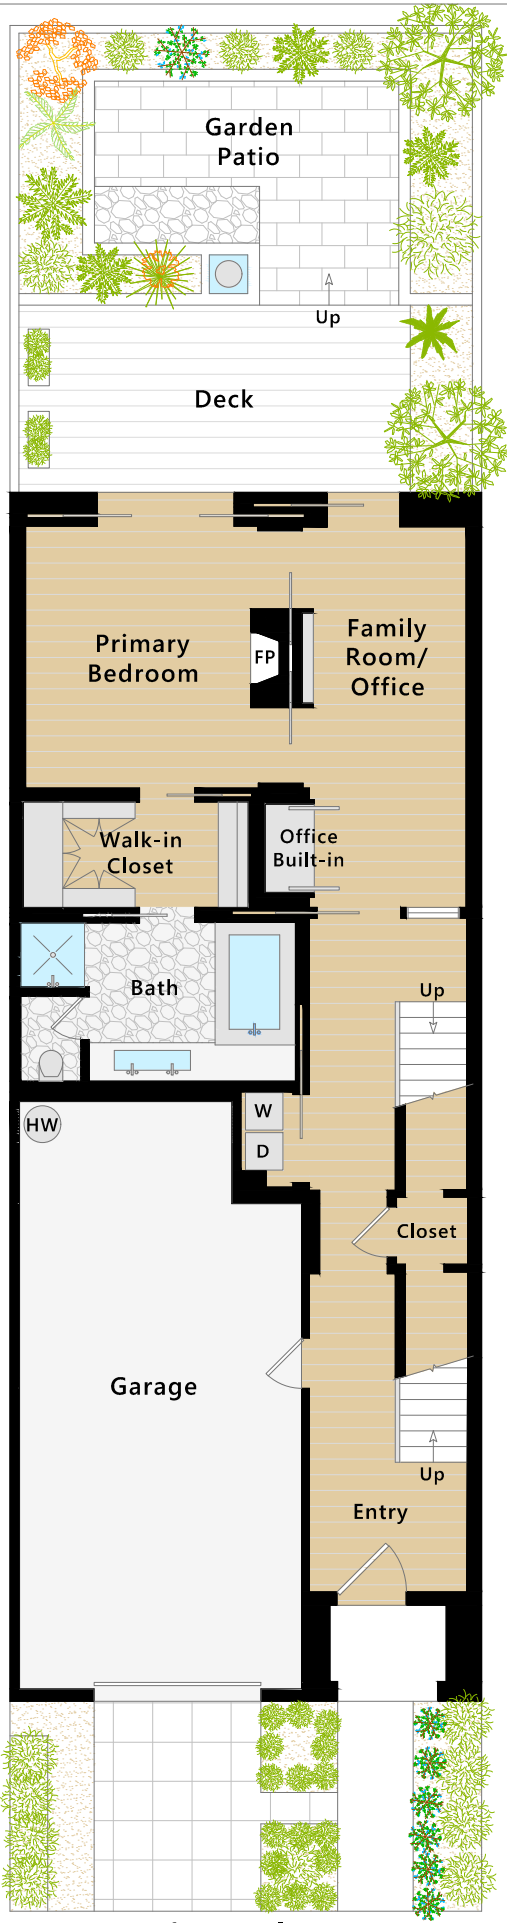 Garden
Patio
Up
Deck
Primary
Bedroom
FP
Family
Room/
Office
Walk-in
Closet
Office
Built-in
Bath
Up
W
D
HW
Closet
Garage
Up
Entry